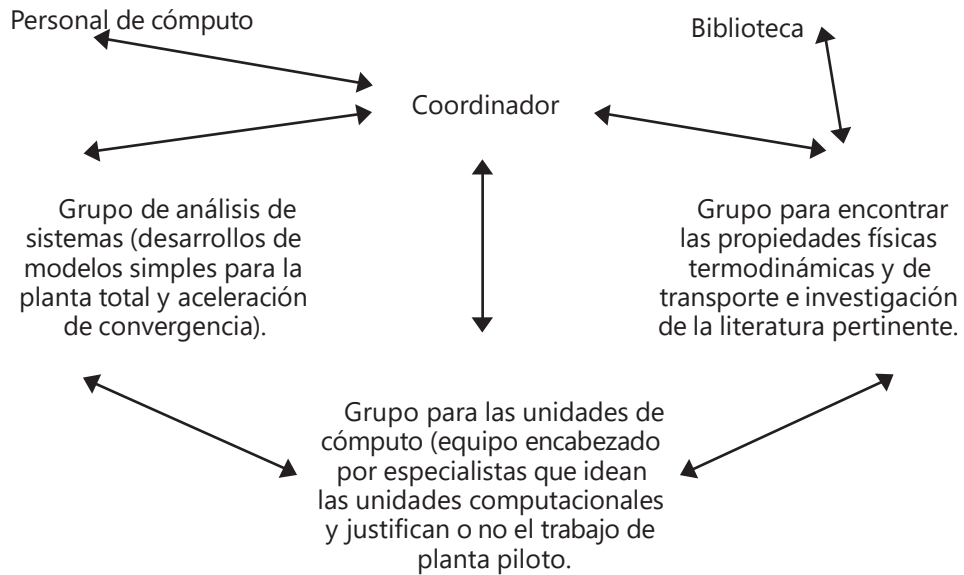 Personal de cómputo
Biblioteca
Coordinador
Grupo de análisis de
sistemas (desarrollos de
modelos simples para la
planta total y aceleración
de convergencia).
Grupo para encontrar
las propiedades físicas
termodinámicas y de
transporte e investigación
de la literatura pertinente.
Grupo para las unidades de
cómputo (equipo encabezado
por especialistas que idean
las unidades computacionales
y justifican o no el trabajo de
planta piloto.